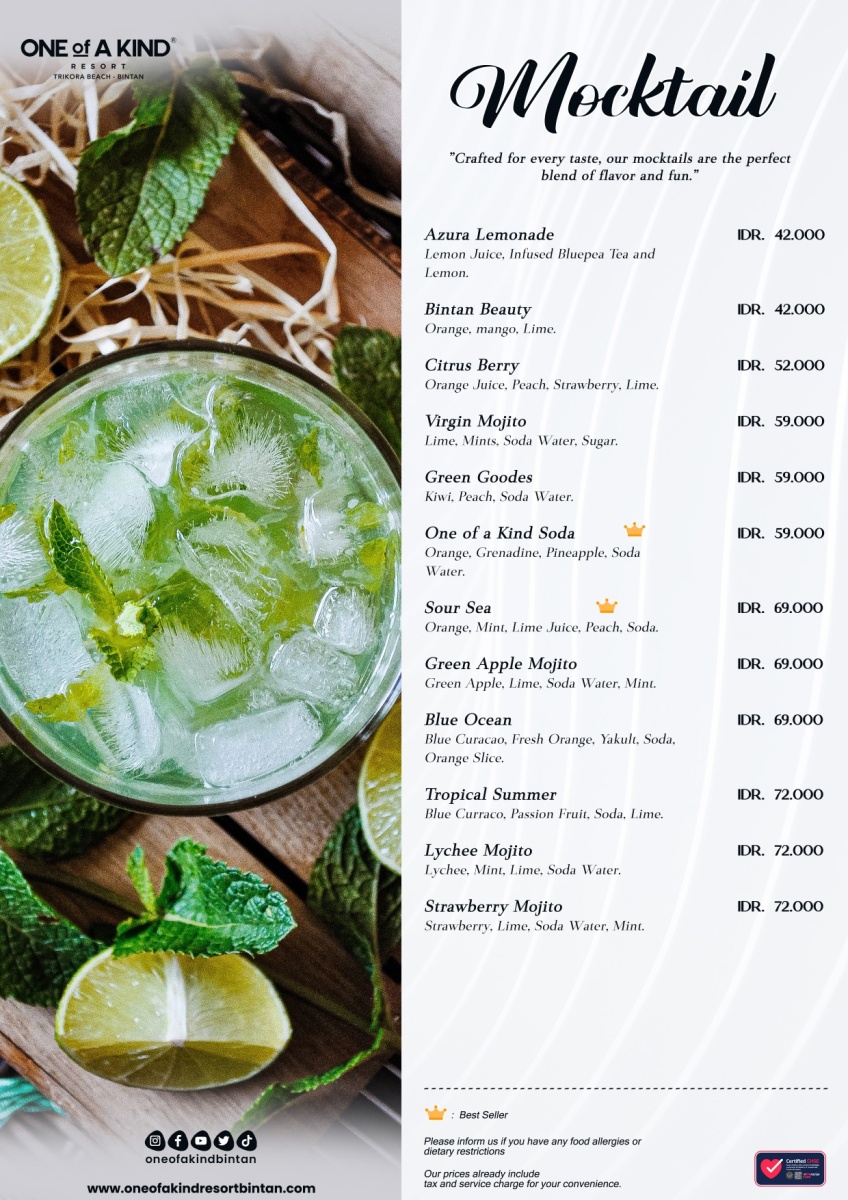 ONE of A KIND®
RESORT
TRIKORA BEACH - BINTAN
Mocktail
"Crafted for every taste, our mocktails are the perfect
blend of flavor and fun."
Azura Lemonade IDR. 42.000
Lemon Juice, Infused Bluepea Tea and
Lemon.
Bintan Beauty IDR. 42.000
Orange, mango, Lime.
Citrus Berry IDR. 52.000
Orange Juice, Peach, Strawberry, Lime.
Virgin Mojito IDR. 59.000
Lime, Mints, Soda Water, Sugar.
Green Goodes IDR. 59.000
Kiwi, Peach, Soda Water.
One of a Kind Soda IDR. 59.000
Orange, Grenadine, Pineapple, Soda
Water.
Sour Sea IDR. 69.000
Orange, Mint, Lime Juice, Peach, Soda.
Green Apple Mojito IDR. 69.000
Green Apple, Lime, Soda Water, Mint.
Blue Ocean IDR. 69.000
Blue Curacao, Fresh Orange, Yakult, Soda,
Orange Slice.
Tropical Summer IDR. 72.000
Blue Curraco, Passion Fruit, Soda, Lime.
Lychee Mojito IDR. 72.000
Lychee, Mint, Lime, Soda Water.
Strawberry Mojito IDR. 72.000
Strawberry, Lime, Soda Water, Mint.
: Best Seller
Please inform us if you have any food allergies or
dietary restrictions
Our prices already include
tax and service charge for your convenience.
Certified CHSE
oneofakindbintan
www.oneofakindresortbintan.com